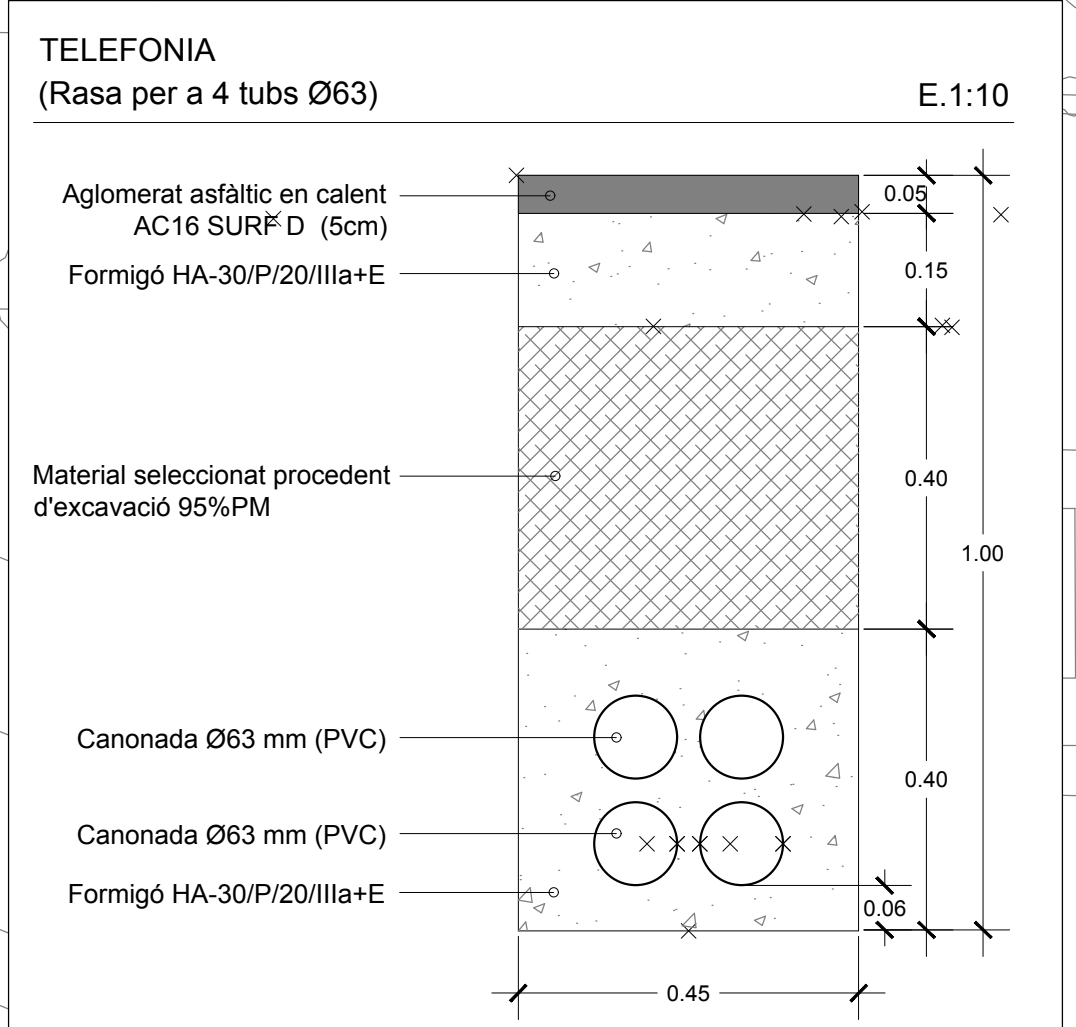 TELEFONIA
(Rasa per a 4 tubs Ø63)
E.1:10
Aglomerat asfàltic en calent
AC16 SURF D (5cm)
Formigó HA-30/P/20/IIIa+E
Material seleccionat procedent
d'excavació 95%PM
Canonada Ø63 mm (PVC)
Canonada Ø63 mm (PVC)
Formigó HA-30/P/20/IIIa+E
0.05
0.15
0.40
1.00
0.40
0.06
0.45